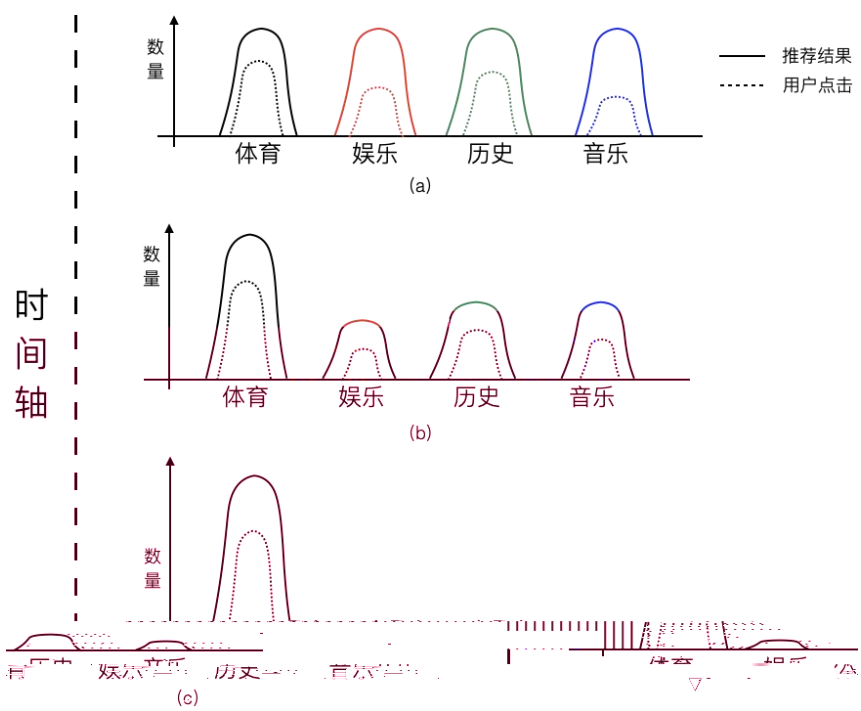 数量
推荐结果
用户点击
体育 娱乐 历史 音乐
(a)
数量
体育 娱乐 历史 音乐
(b)
时间轴
数量
(c)